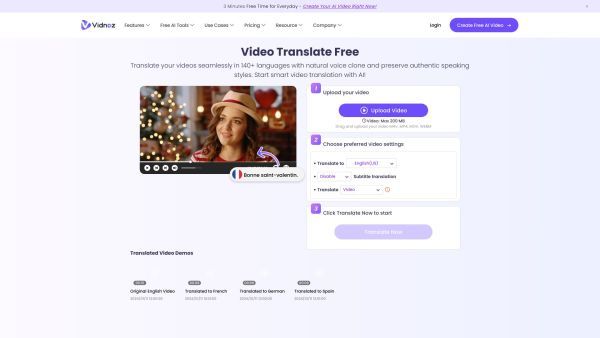 3 Minutes Free Time for Everyday - Create Your AI Video Right Now!
Vidnoz
Features
Free AI Tools
Use Cases
Pricing
Resource
Company
Login
Create Free AI Video →
Video Translate Free
Translate your videos seamlessly in 140+ languages with natural voice clone and preserve authentic speaking
styles. Start smart video translation with AI!
1
Upload your video
Upload Video
Video: Max 200 MB
Drag and upload your video
2
Choose preferred video settings
• Translate to
English(US)
• Disable
Subtitle translation
• Translate
Video
3
Click Translate Now to start
Translate Now
Bonne saint-valentin.
Translated Video Demos
Original English Video
Translated to French
Translated to German
Translated to Spain